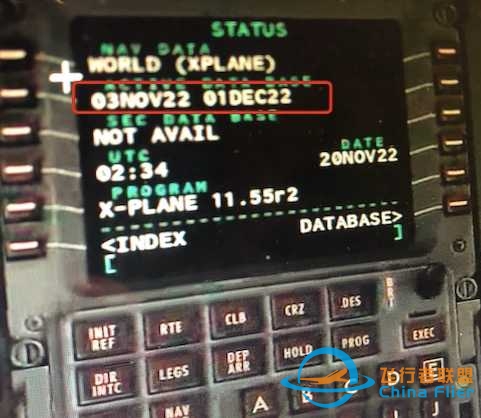 STATUS
NAV DATA
WORLD (XPLANE)
ACTIVE DATA BASE
03NOV22 01DEC22
SEC DATA BASE
NOT AVAIL
UTC DATE
02:34 20NOV22
PROGRAM
X-PLANE 11.55r2
<INDEX DATABASE>
[ ]
BRT
INIT REF
RTE
CLB
CRZ
DES
DIR INTC
LEGS
DEP ARR
HOLD
PROG
EXEC
NAV
A
B
C
D
E
飞行者联盟
China Flier